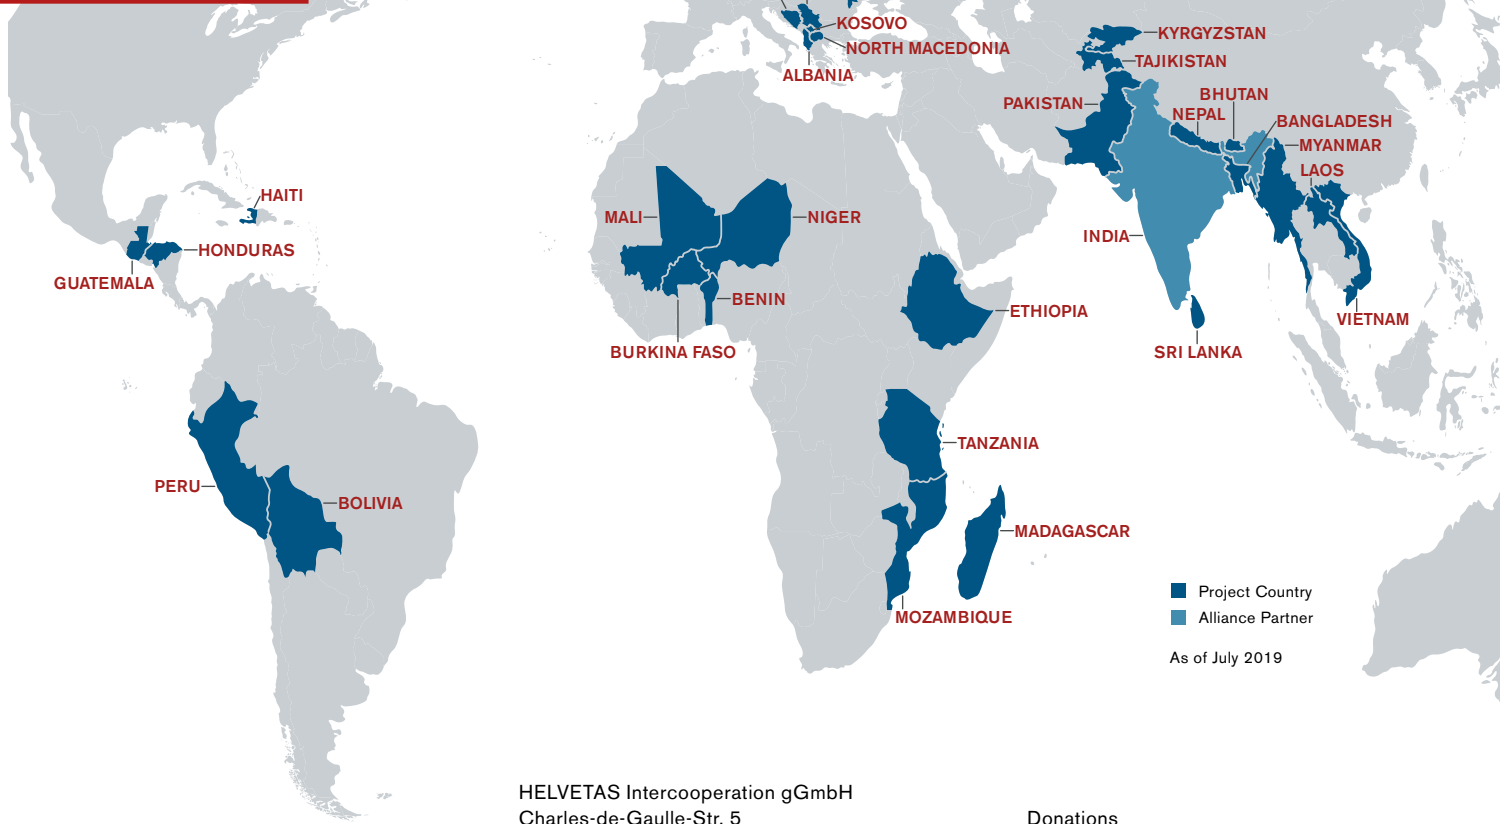 KOSOVO
NORTH MACEDONIA
ALBANIA
KYRGYZSTAN
TAJIKISTAN
PAKISTAN
BHUTAN
NEPAL
BANGLADESH
MYANMAR
LAOS
HAITI
MALI
NIGER
INDIA
HONDURAS
GUATEMALA
BENIN
ETHIOPIA
VIETNAM
BURKINA FASO
SRI LANKA
TANZANIA
PERU
BOLIVIA
MADAGASCAR
Project Country
MOZAMBIQUE
Alliance Partner
As of July 2019
HELVETAS Intercooperation gGmbH
Charles-de-Gaulle-Str. 5
Donations